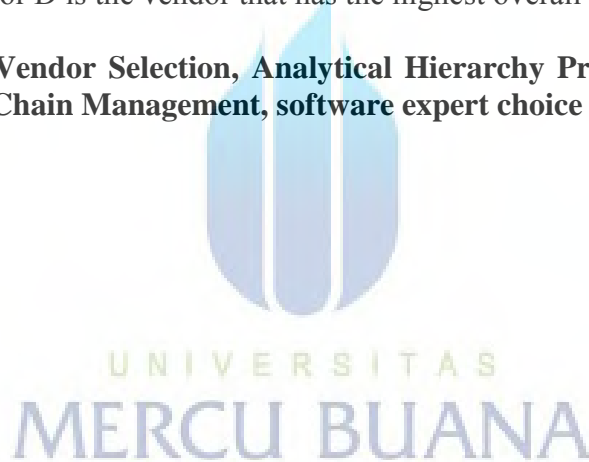 or D is the vendor that has the highest overall
Vendor Selection, Analytical Hierarchy Pr
Chain Management, software expert choice
UNIVERSITAS
MERCU BUANA